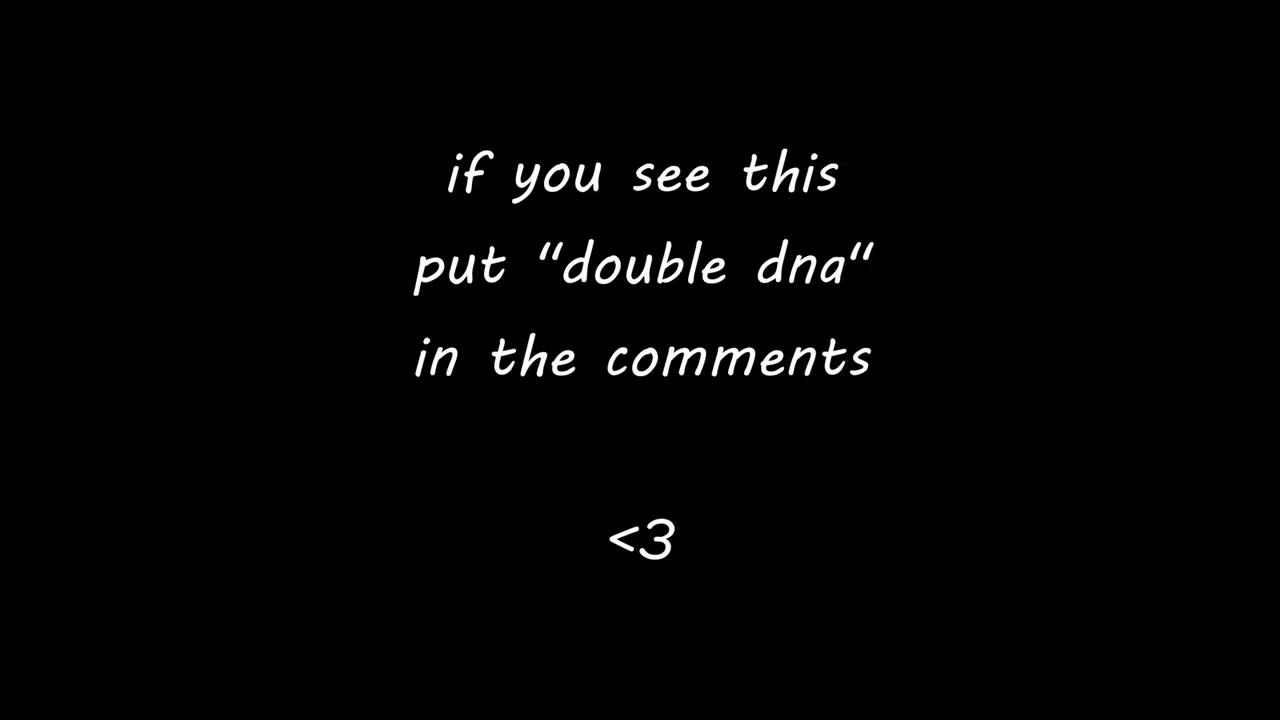 if you see this
put “double dna“
in the comments
<3